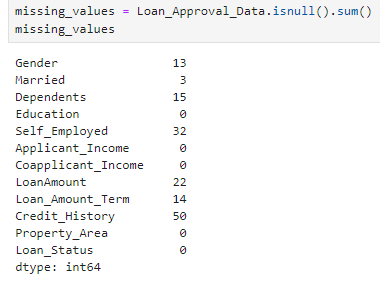 missing_values = Loan_Approval_Data.isnull().sum()
missing_values
Gender 13
Married 3
Dependents 15
Education 0
Self_Employed 32
Applicant_Income 0
Coapplicant_Income 0
LoanAmount 22
Loan_Amount_Term 14
Credit_History 50
Property_Area 0
Loan_Status 0
dtype: int64